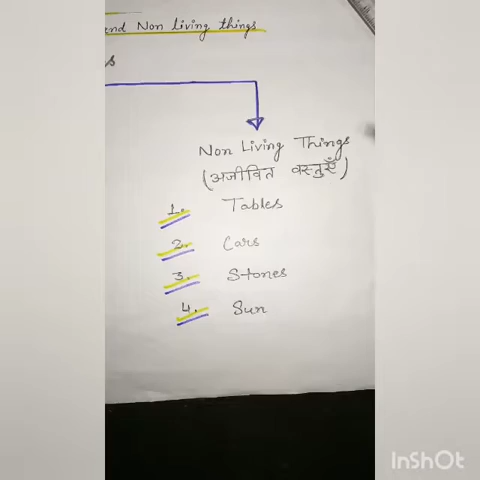 and Non living things
s
Non Living Things
(अजीवित वस्तुएँ)
1. Tables
2. Cars
3. Stones
4. Sun
InShOt